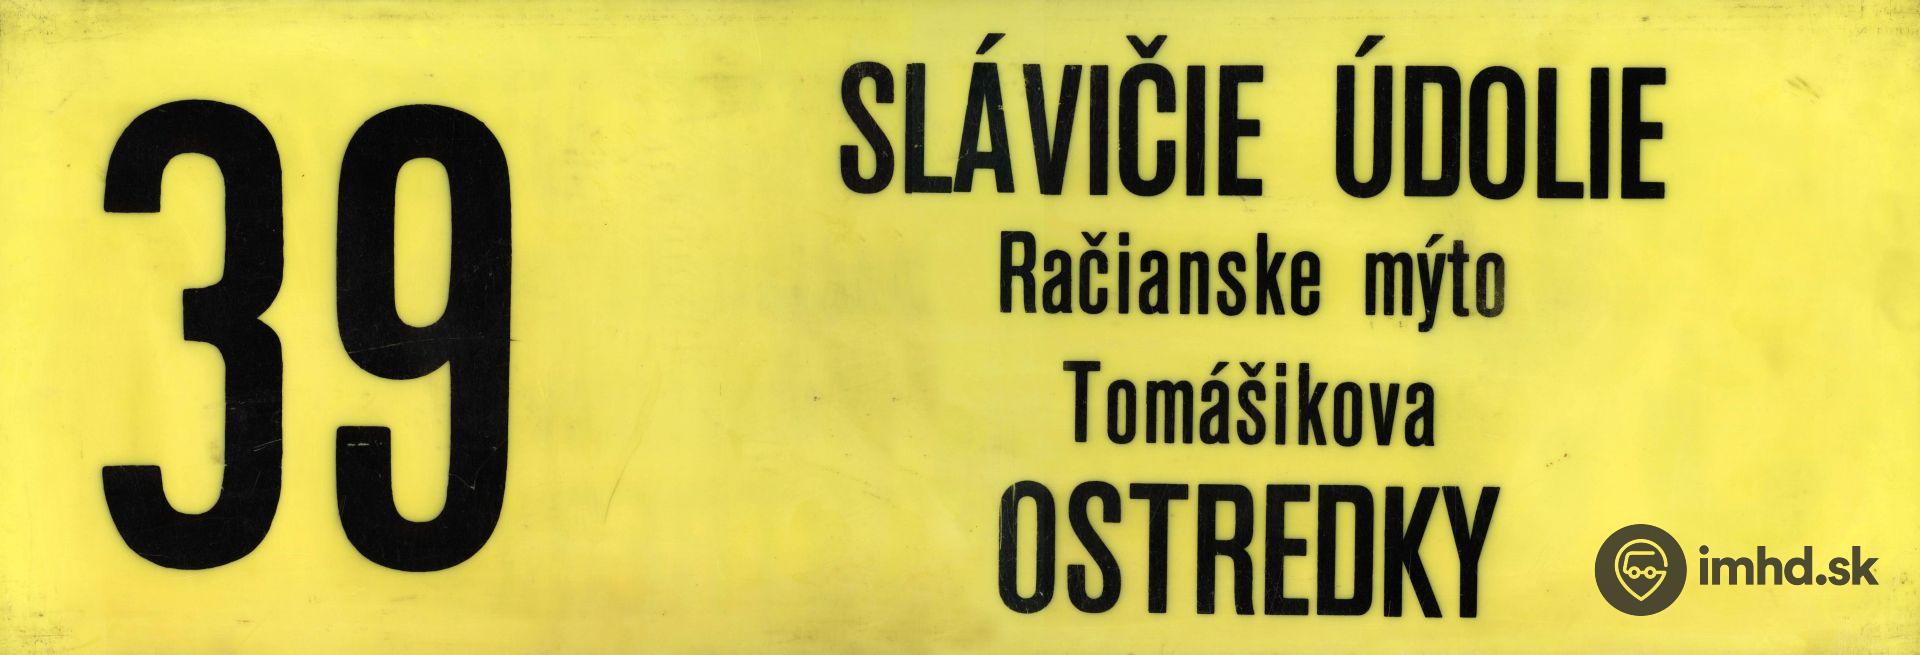 39
SLÁVIČIE ÚDOLIE
Račianske mýto
Tomášikova
OSTREDKY
imhd.sk